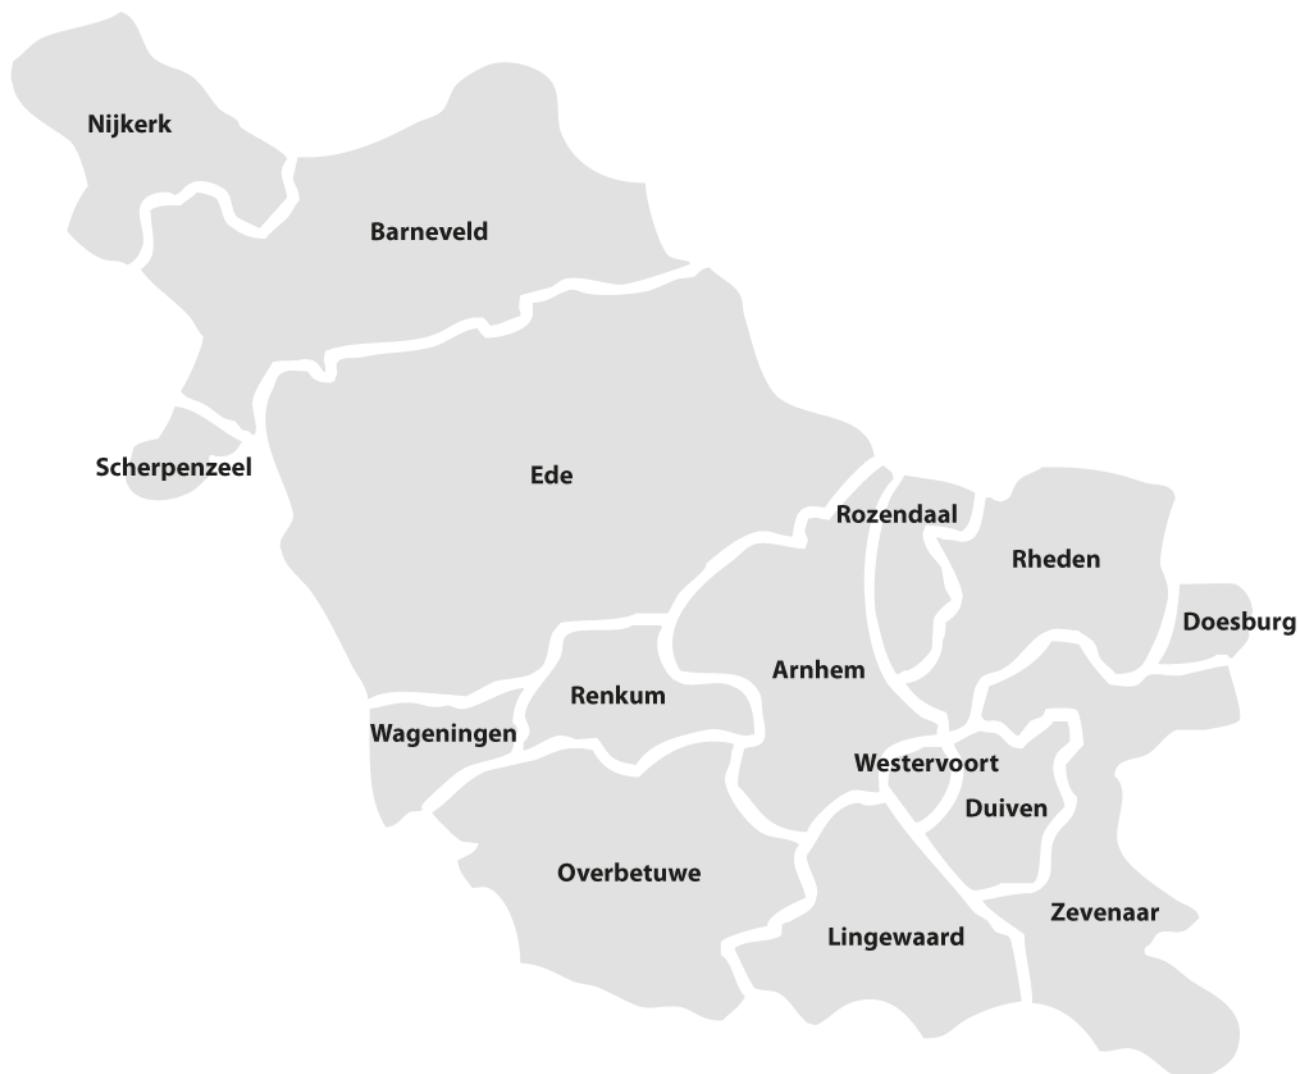 Nijkerk
Barneveld
Scherpenzeel
Ede
Rozendaal
Rheden
Doesburg
Arnhem
Renkum
Wageningen
Westervoort
Duiven
Overbetuwe
Zevenaar
Lingewaard